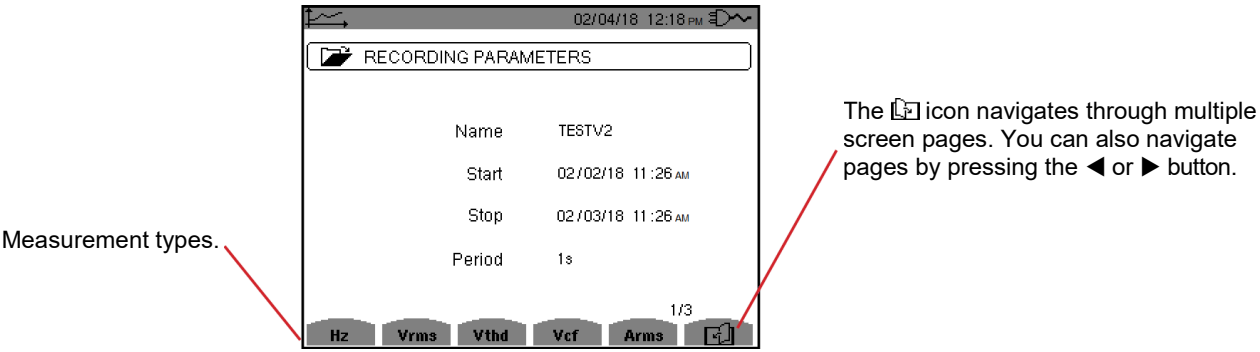 02/04/18 12:18 PM
RECORDING PARAMETERS
Name TESTV2
Start 02/02/18 11:26 AM
Stop 02/03/18 11:26 AM
Period 1s
1/3
Hz Vrms Vthd Vcf Arms
Measurement types.
The icon navigates through multiple
screen pages. You can also navigate
pages by pressing the ◄ or ► button.